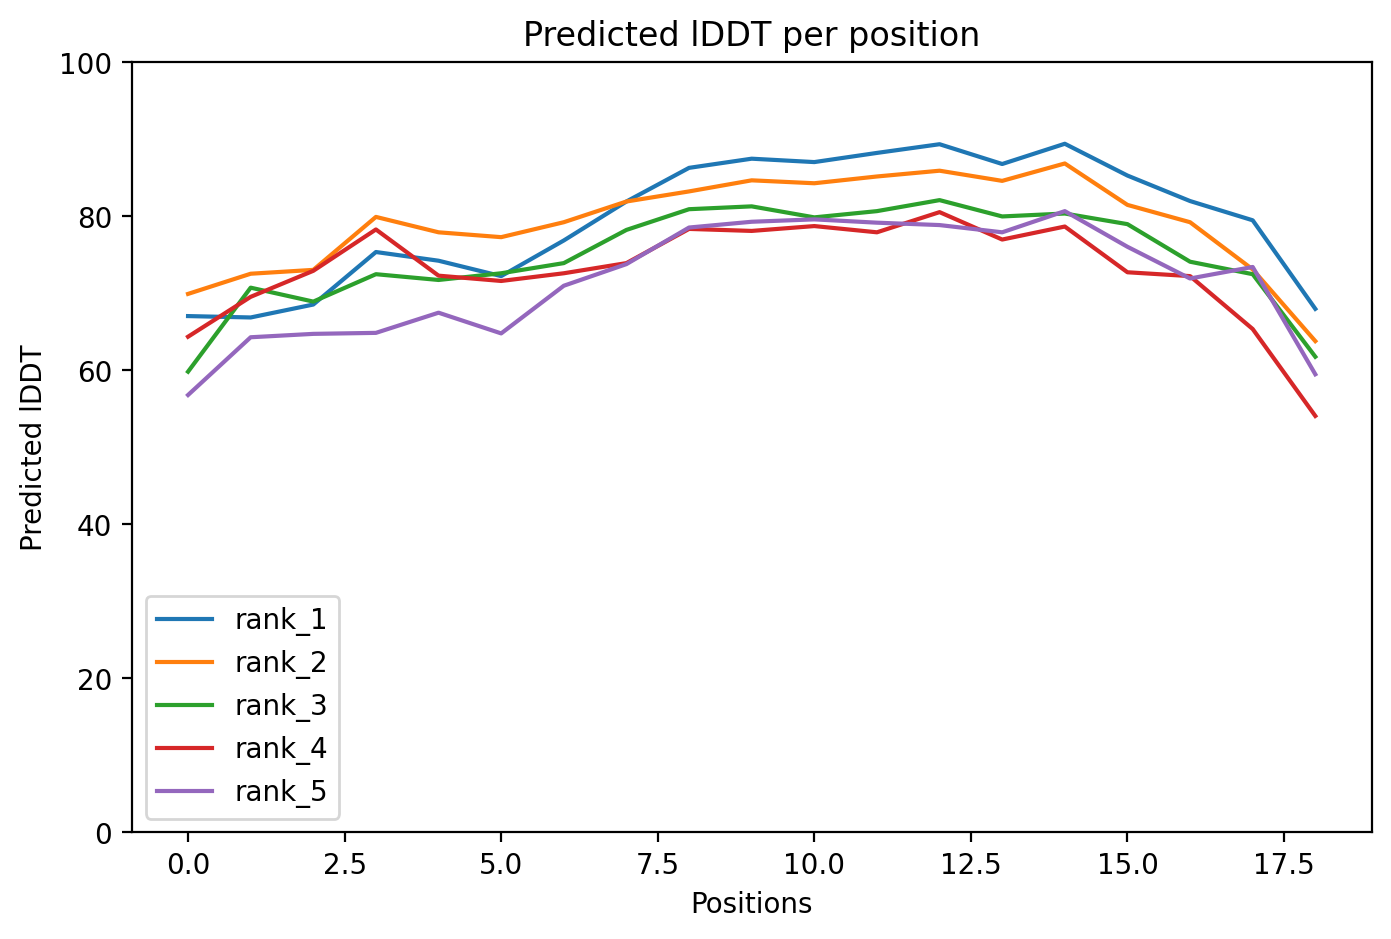 Predicted lDDT per position
100
80
60
40
20
0
Predicted lDDT
rank_1
rank_2
rank_3
rank_4
rank_5
0.0 2.5 5.0 7.5 10.0 12.5 15.0 17.5
Positions